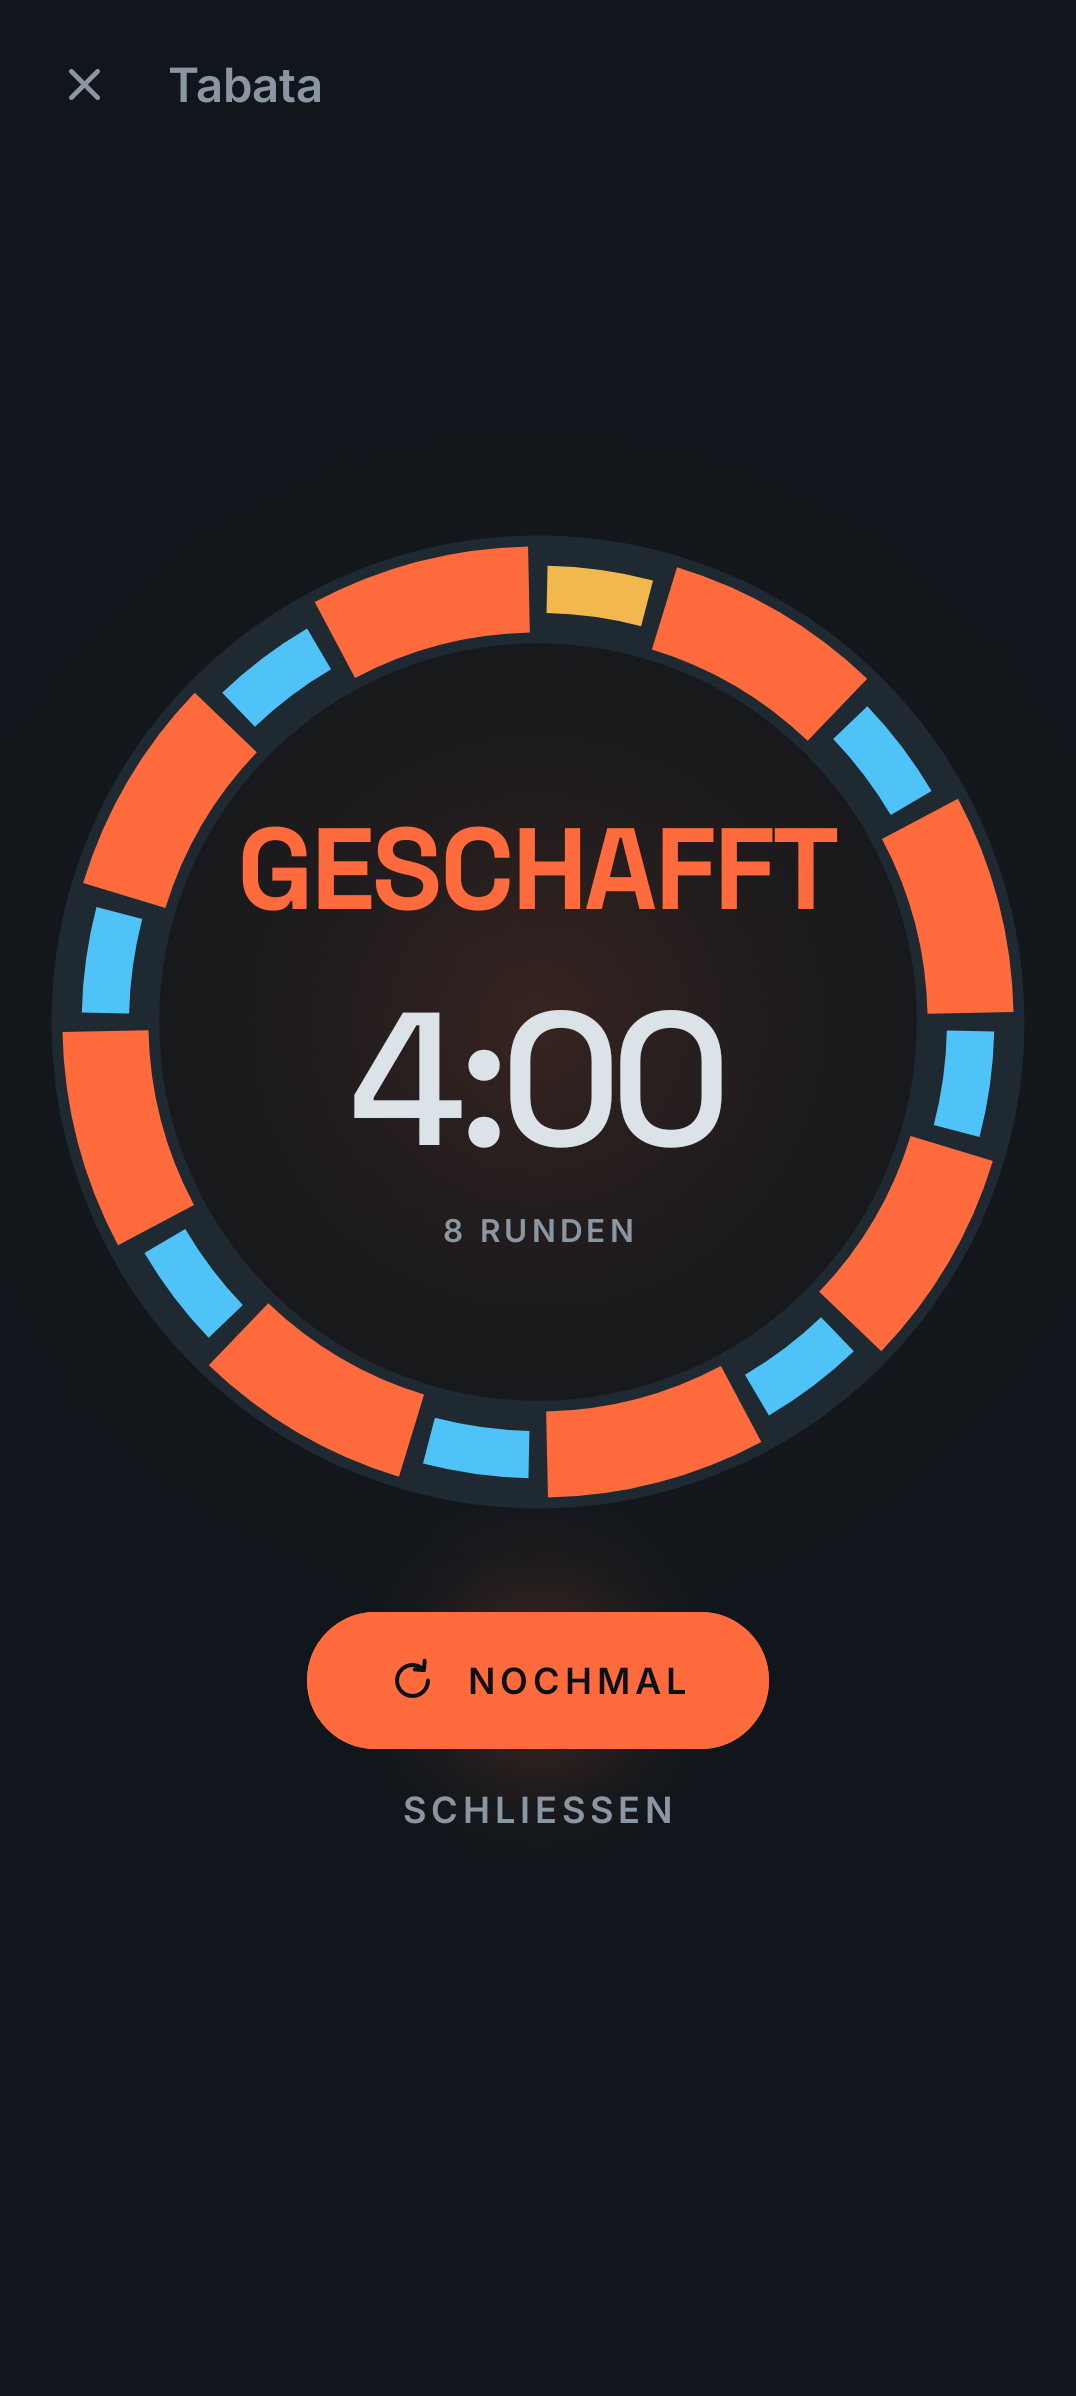 Tabata
GESCHAFFT
4:00
8 RUNDEN
NOCHMAL
SCHLIESSEN